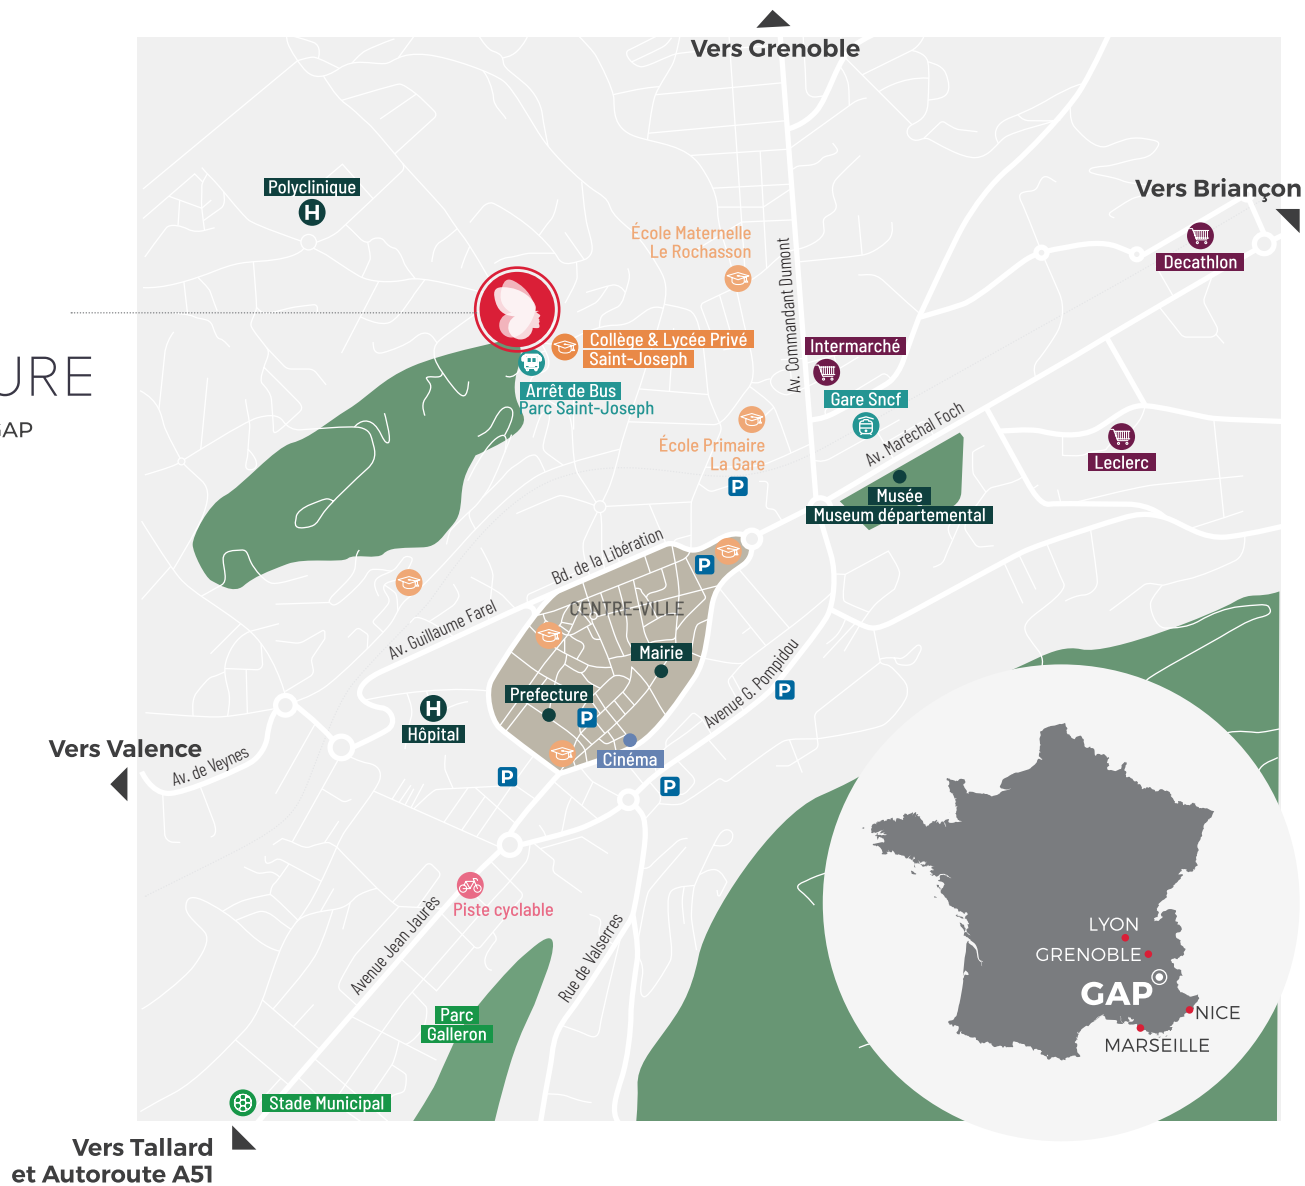 Vers Grenoble
Vers Briançon
Polyclinique
H
École Maternelle
Le Rochasson
Decathlon
Av. Commandant Dumont
Collège & Lycée Privé
Saint-Joseph
Intermarché
URE
GAP
Arrêt de Bus
Parc Saint-Joseph
Gare Sncf
Av. Maréchal Foch
École Primaire
La Gare
Leclerc
P
Musée
Museum départemental
Bd. de la Libération
P
CENTRE-VILLE
Av. Guillaume Farel
Mairie
Avenue G. Pompidou
P
Prefecture
P
H
Hôpital
Vers Valence
Av. de Veynes
Cinéma
P
P
Piste cyclable
Avenue Jean Jaurès
Rue de Valserres
Parc
Galleron
Stade Municipal
Vers Tallard
et Autoroute A51
LYON
GRENOBLE
GAP
NICE
MARSEILLE